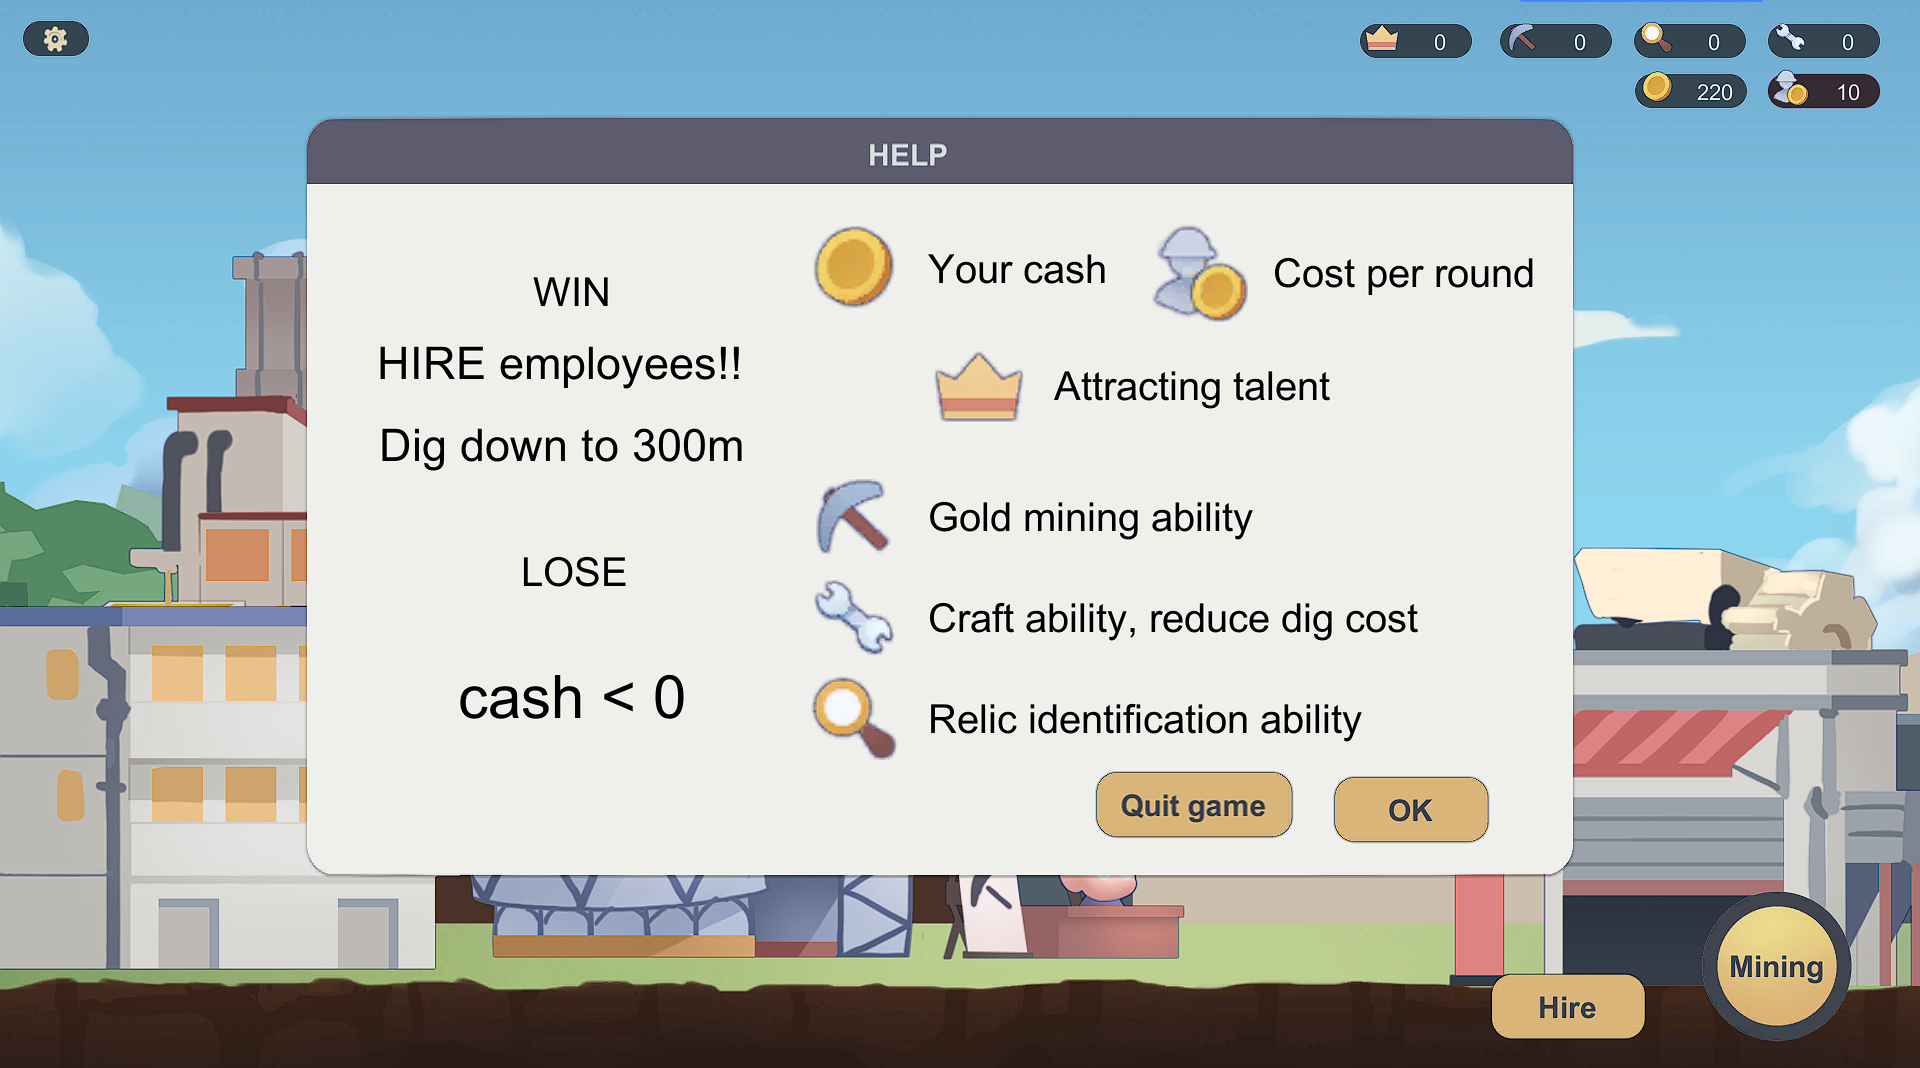 0 0 0 0
220 10
HELP
WIN
HIRE employees!!
Dig down to 300m
LOSE
cash < 0
Your cash
Cost per round
Attracting talent
Gold mining ability
Craft ability, reduce dig cost
Relic identification ability
Quit game
OK
Hire
Mining